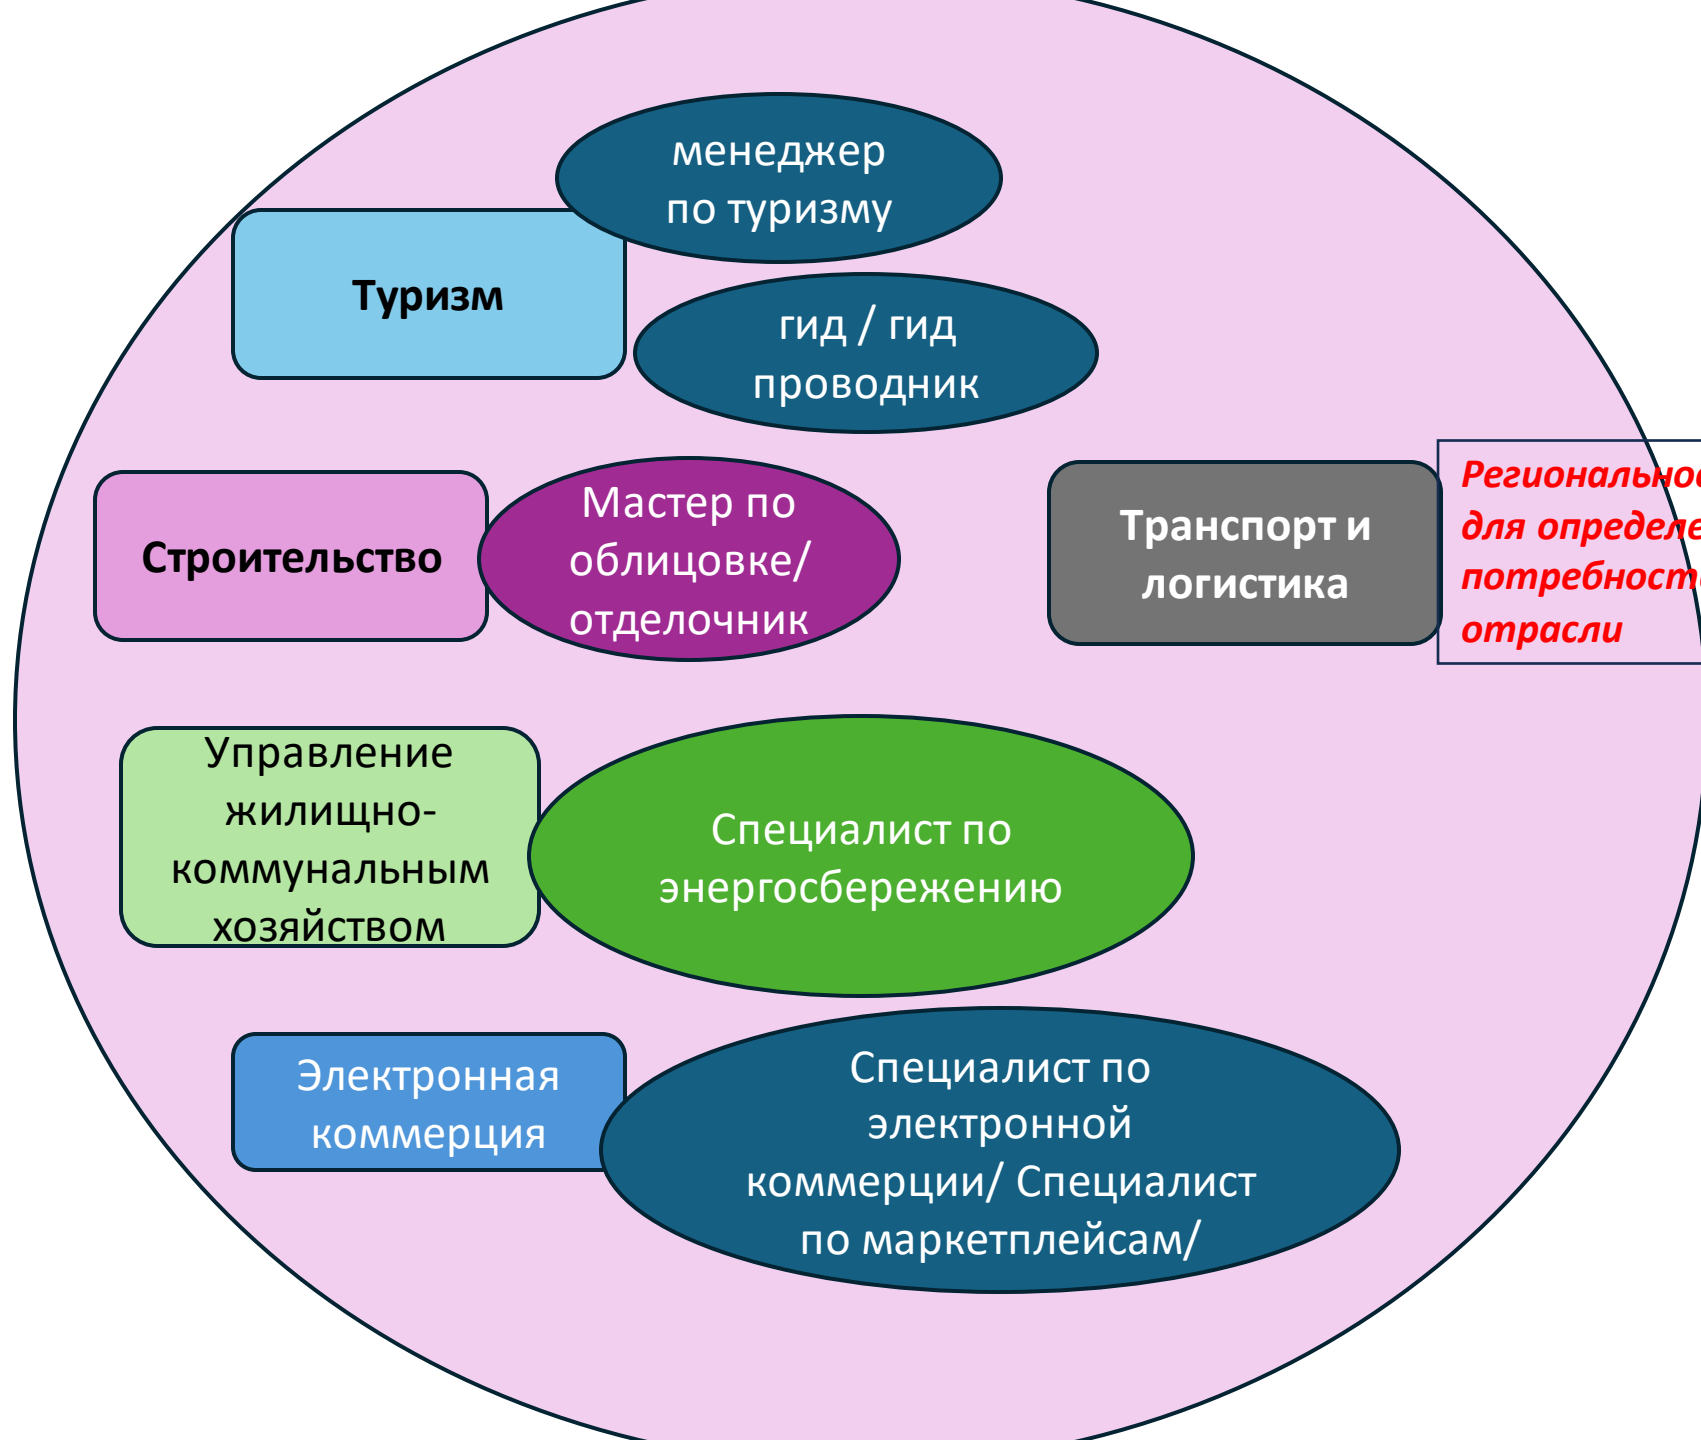 менеджер
по туризму
Туризм
гид / гид
проводник
Строительство
Мастер по
облицовке/
отделочник
Транспорт и
логистика
для
отрасли
Управление
жилищно-
коммунальным
хозяйством
Специалист по
энергосбережению
Электронная
коммерция
Специалист по
электронной
коммерции/ Специалист
по маркетплейсам/